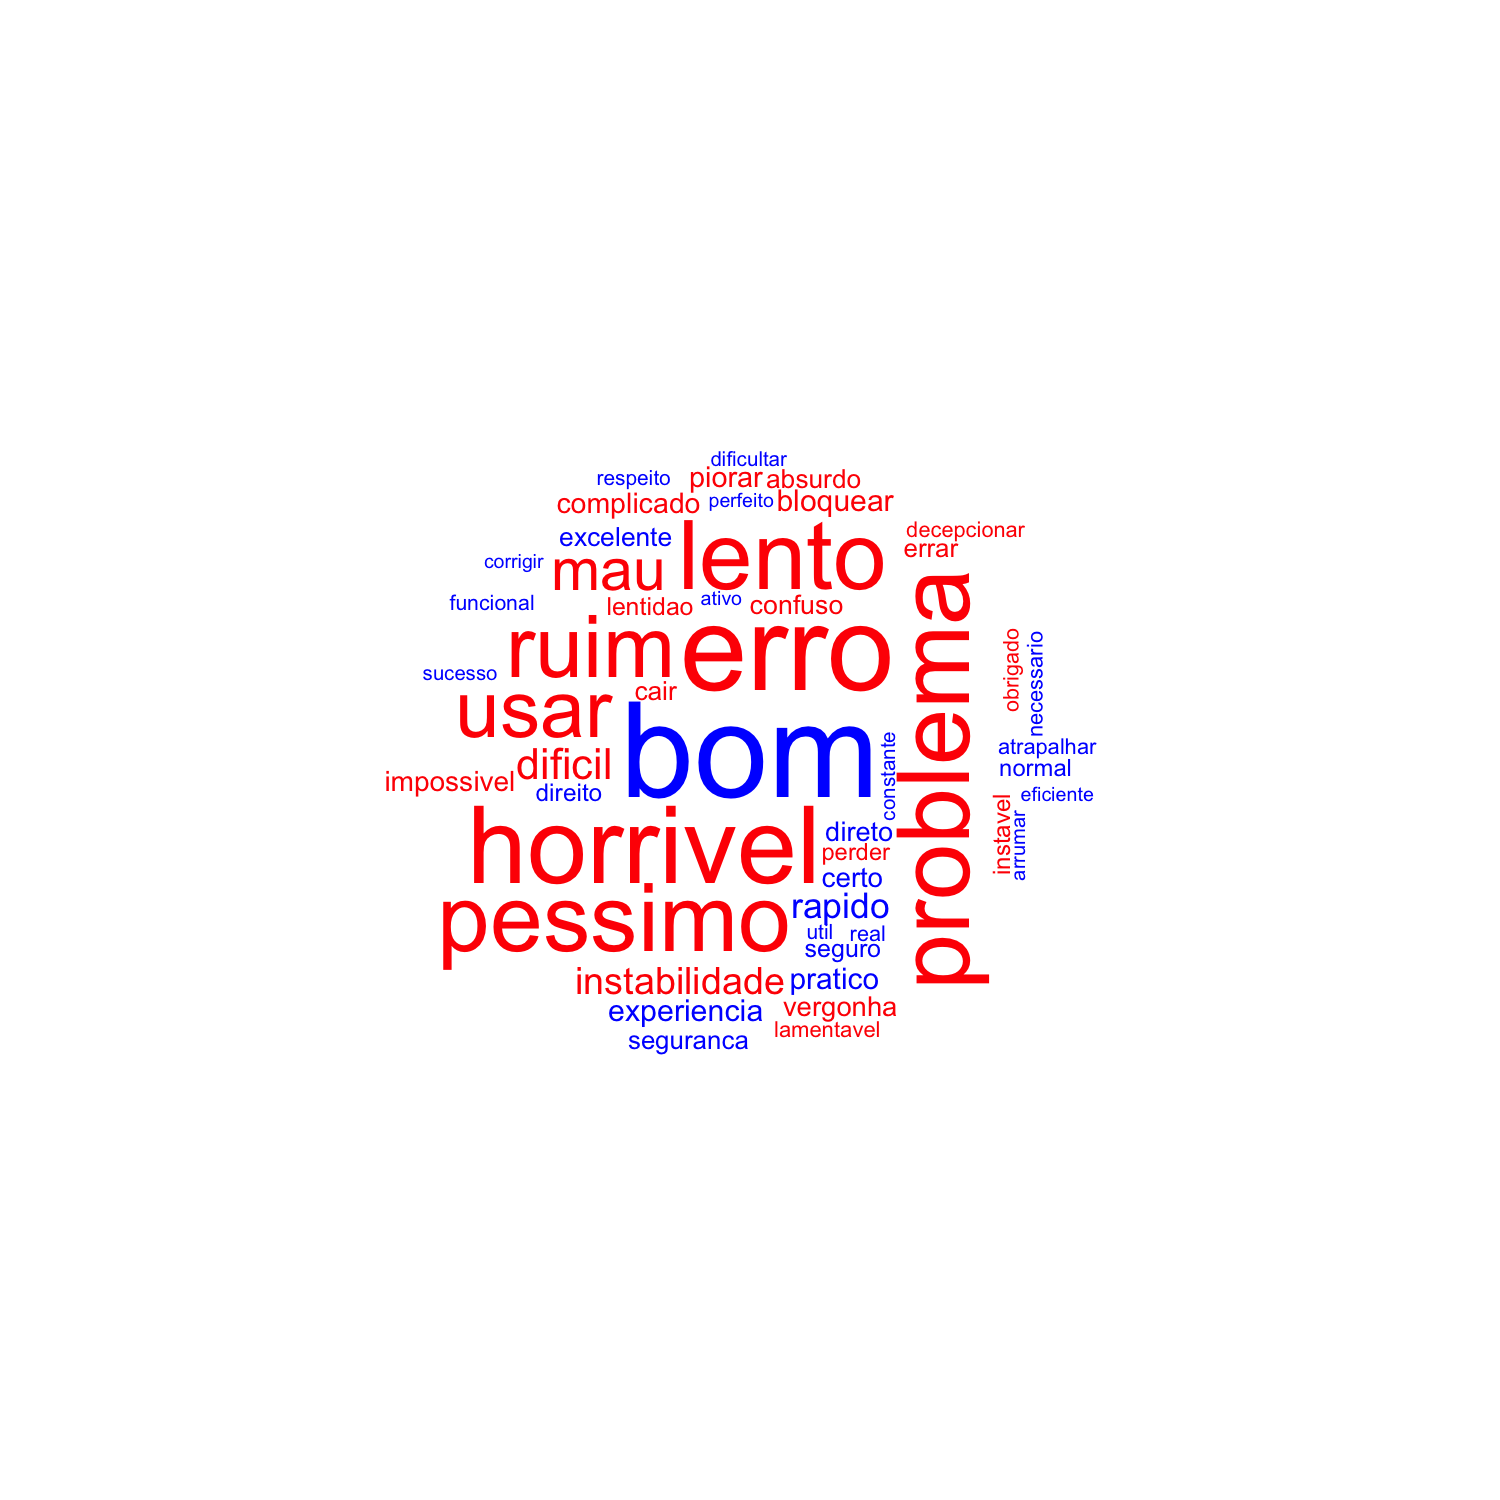 dificultar
respeito
piorar
absurdo
complicado
perfeito
bloquear
excelente
lento
decepcionar
errar
corrigir
mau
funcional
lentidao
ativo
confuso
ruim
erro
problema
obrigado
necessario
sucesso
usar
cair
bom
constante
atrapalhar
normal
dificil
impossivel
direito
eficiente
instavel
arrumar
horrivel
direto
perder
certo
pessimo
rapido
util
real
seguro
instabilidade
pratico
experiencia
vergonha
seguranca
lamentavel